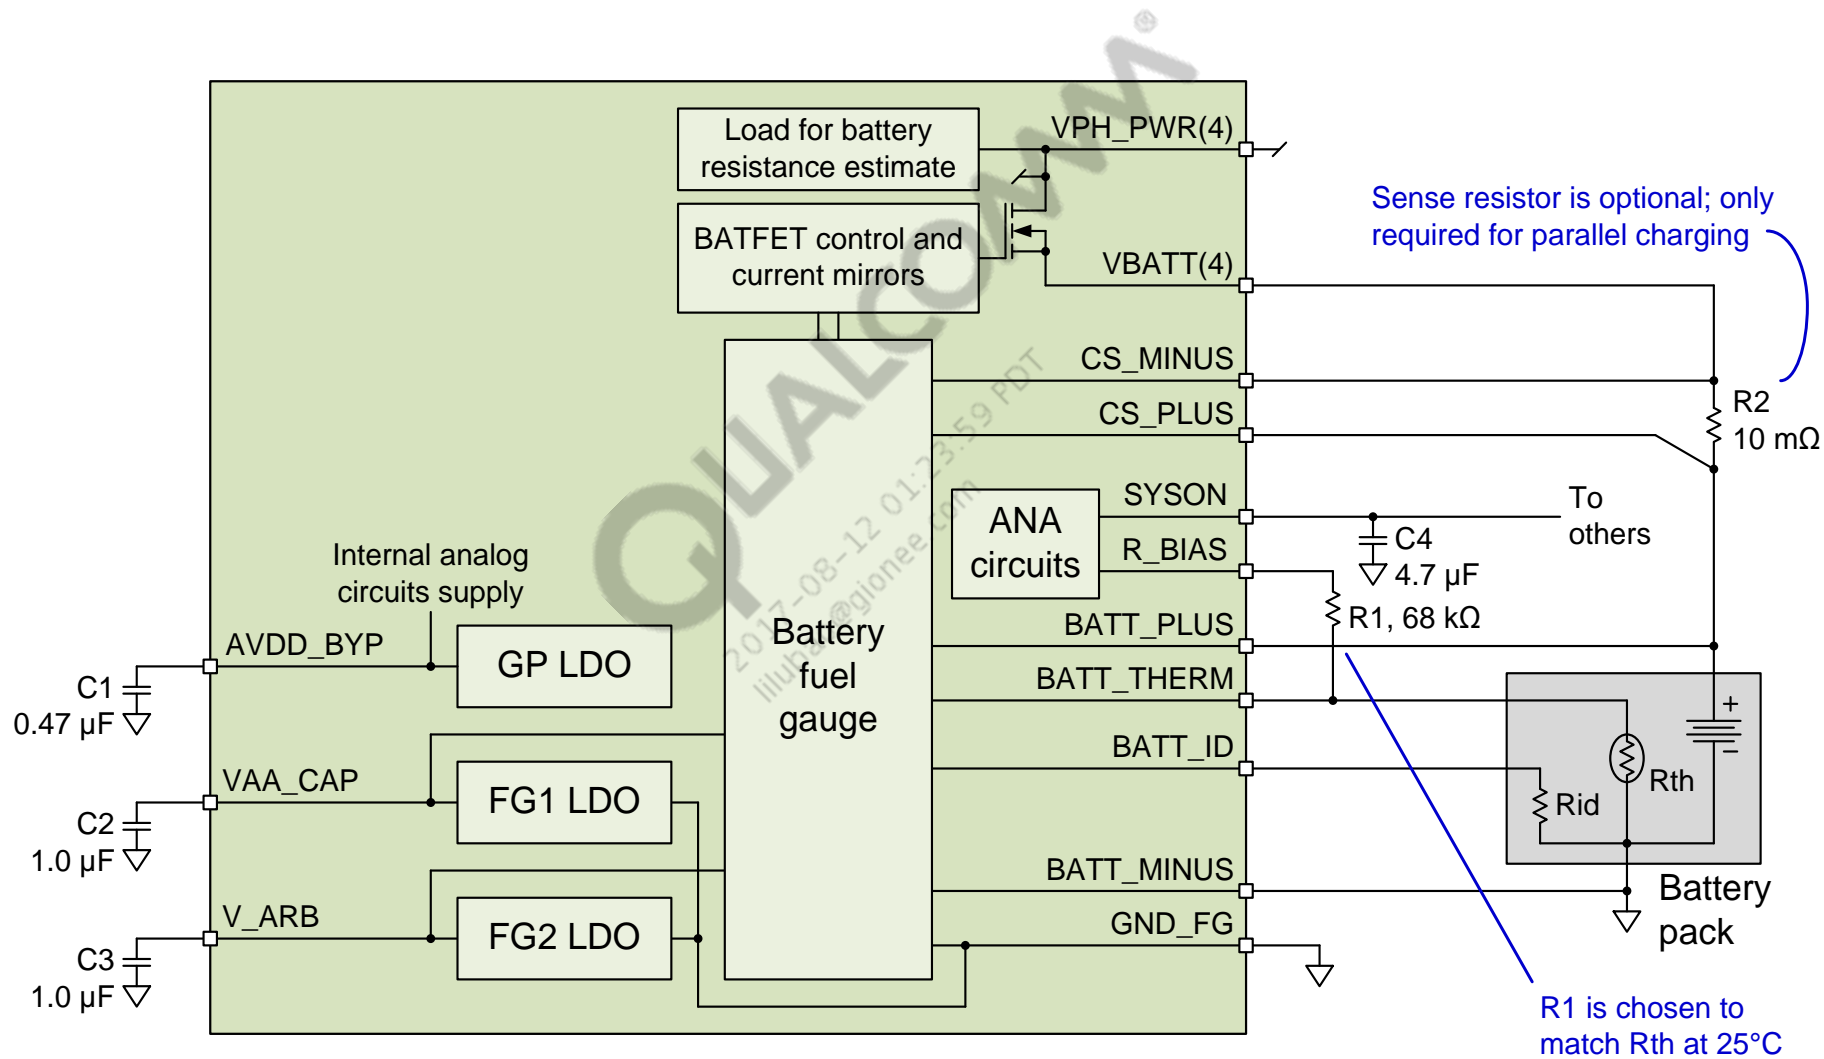 QUALCOMM®
2017-08-12 01:23:59 PDT
Load for battery
resistance estimate
VPH_PWR(4)
BATFET control and
current mirrors
VBATT(4)
Sense resistor is optional; only
required for parallel charging
CS_MINUS
CS_PLUS
R2
10 mΩ
ANA
circuits
SYSON
R_BIAS
To
others
C4
4.7 µF
R1, 68 kΩ
Internal analog
circuits supply
AVDD_BYP
GP LDO
C1
0.47 µF
Battery
fuel
gauge
BATT_PLUS
BATT_THERM
BATT_ID
VAA_CAP
FG1 LDO
C2
1.0 µF
+
−
Rth
Rid
BATT_MINUS
Battery
pack
V_ARB
FG2 LDO
C3
1.0 µF
GND_FG
R1 is chosen to
match Rth at 25°C